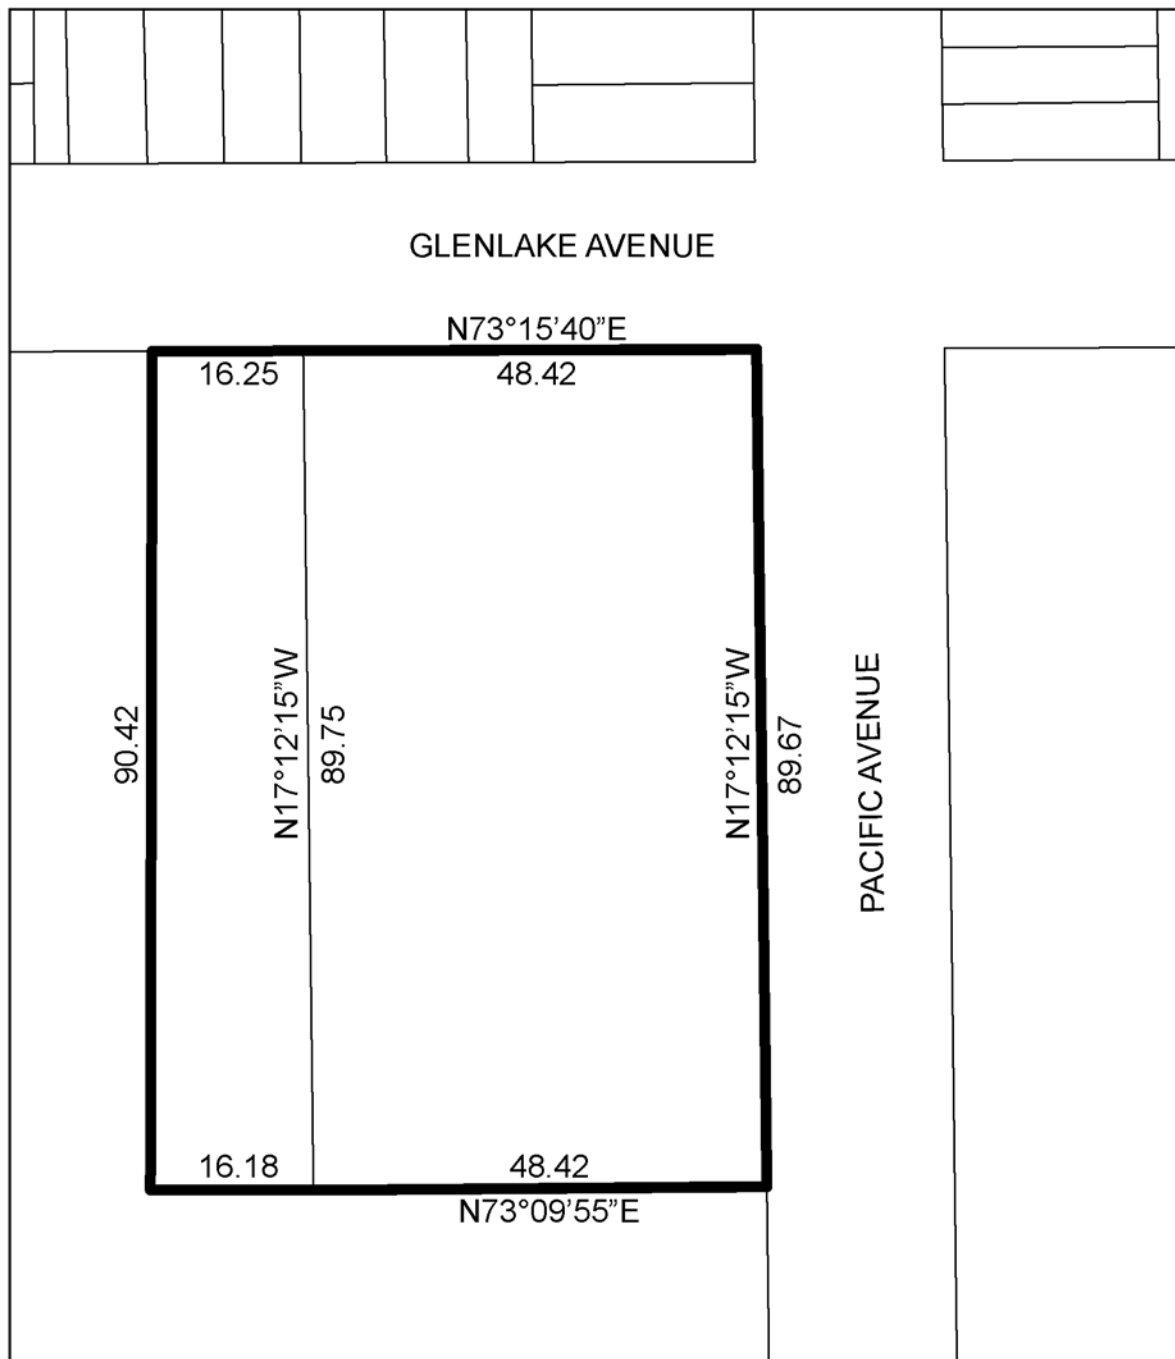 GLENLAKE AVENUE
N73°15’40”E
16.25
48.42
90.42
N17°12’15”W
89.75
N17°12’15”W
89.67
PACIFIC AVENUE
16.18
48.42
N73°09’55”E